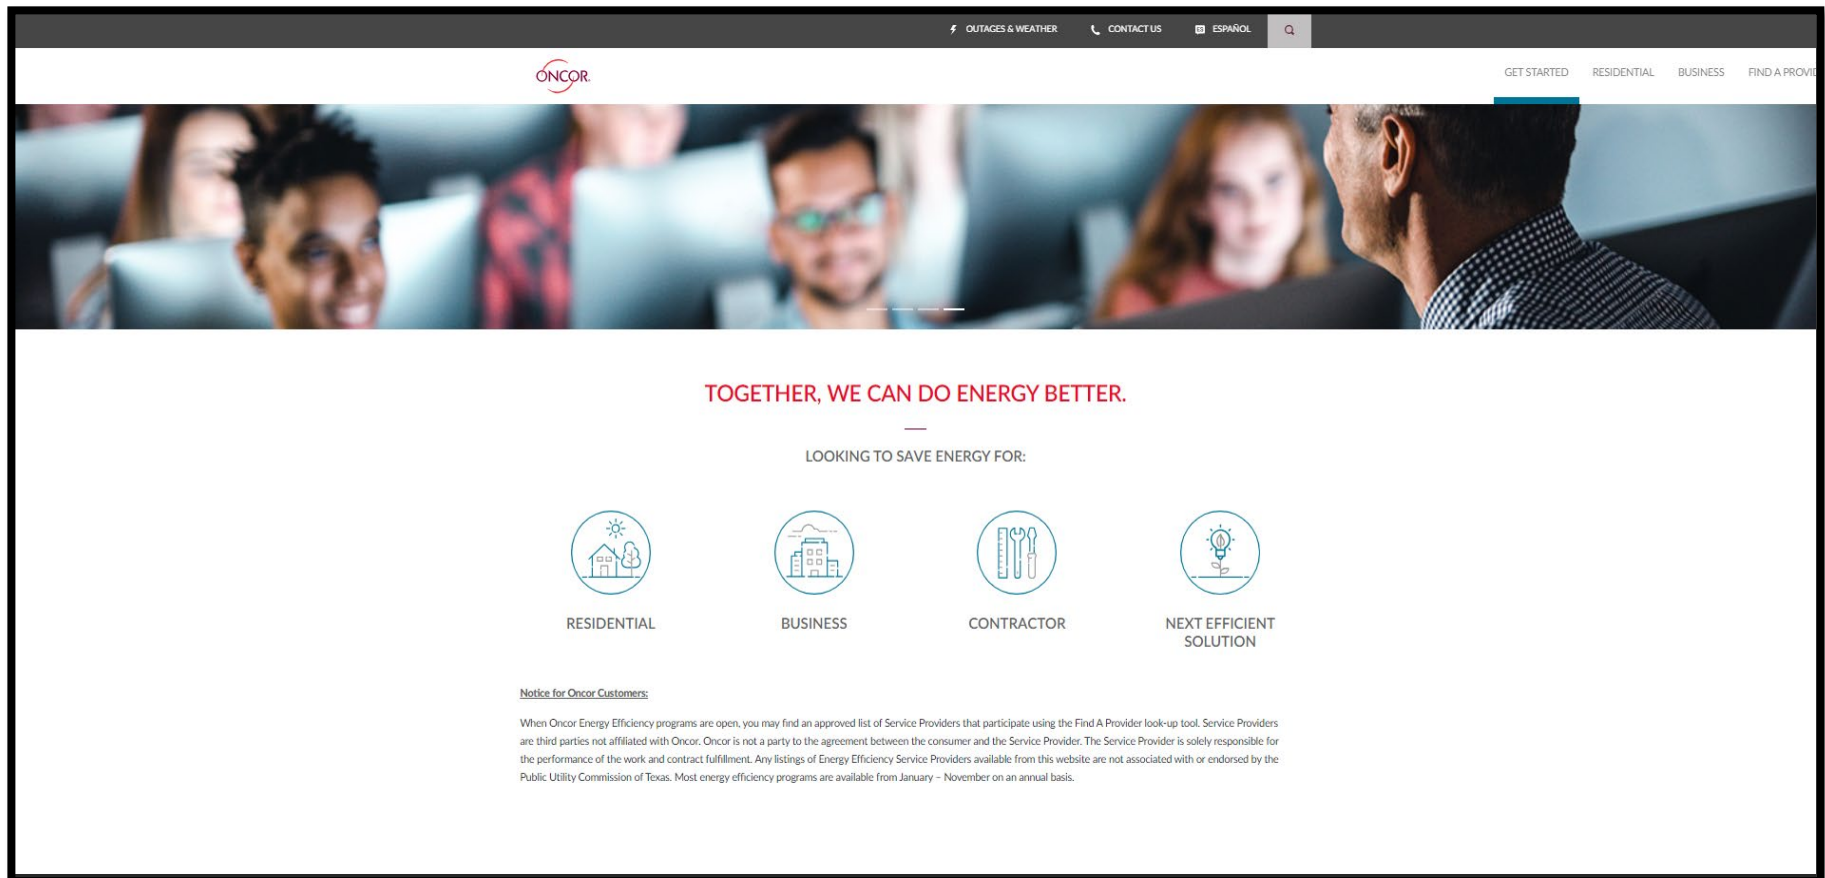 OUTAGES & WEATHER CONTACT US ESPAÑOL
ONCOR.
GET STARTED RESIDENTIAL BUSINESS FIND A PROVI
TOGETHER, WE CAN DO ENERGY BETTER.
LOOKING TO SAVE ENERGY FOR:
RESIDENTIAL BUSINESS CONTRACTOR NEXT EFFICIENT
SOLUTION
Notice for Oncor Customers:
When Oncor Energy Efficiency programs are open, you may find an approved list of Service Providers that participate using the Find A Provider look-up tool. Service Providers
are third parties not affiliated with Oncor. Oncor is not a party to the agreement between the consumer and the Service Provider. The Service Provider is solely responsible for
the performance of the work and contract fulfillment. Any listings of Energy Efficiency Service Providers available from this website are not associated with or endorsed by the
Public Utility Commission of Texas. Most energy efficiency programs are available from January – November on an annual basis.